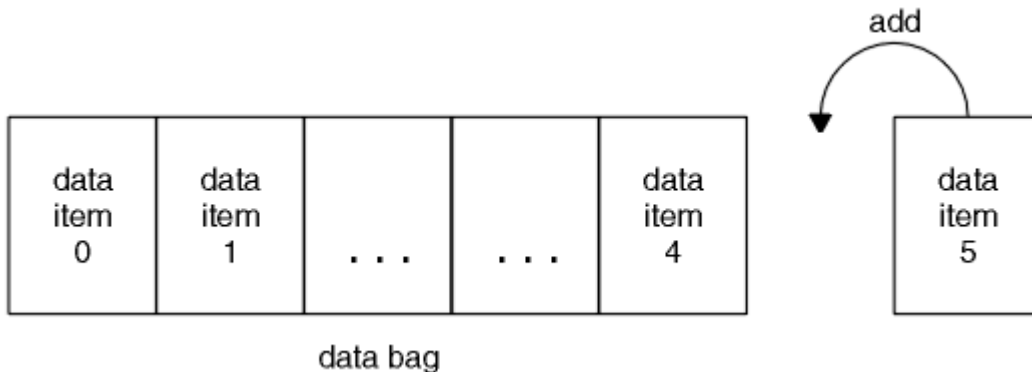 add
data
item
0
data
item
1
. . .
. . .
data
item
4
data
item
5
data bag